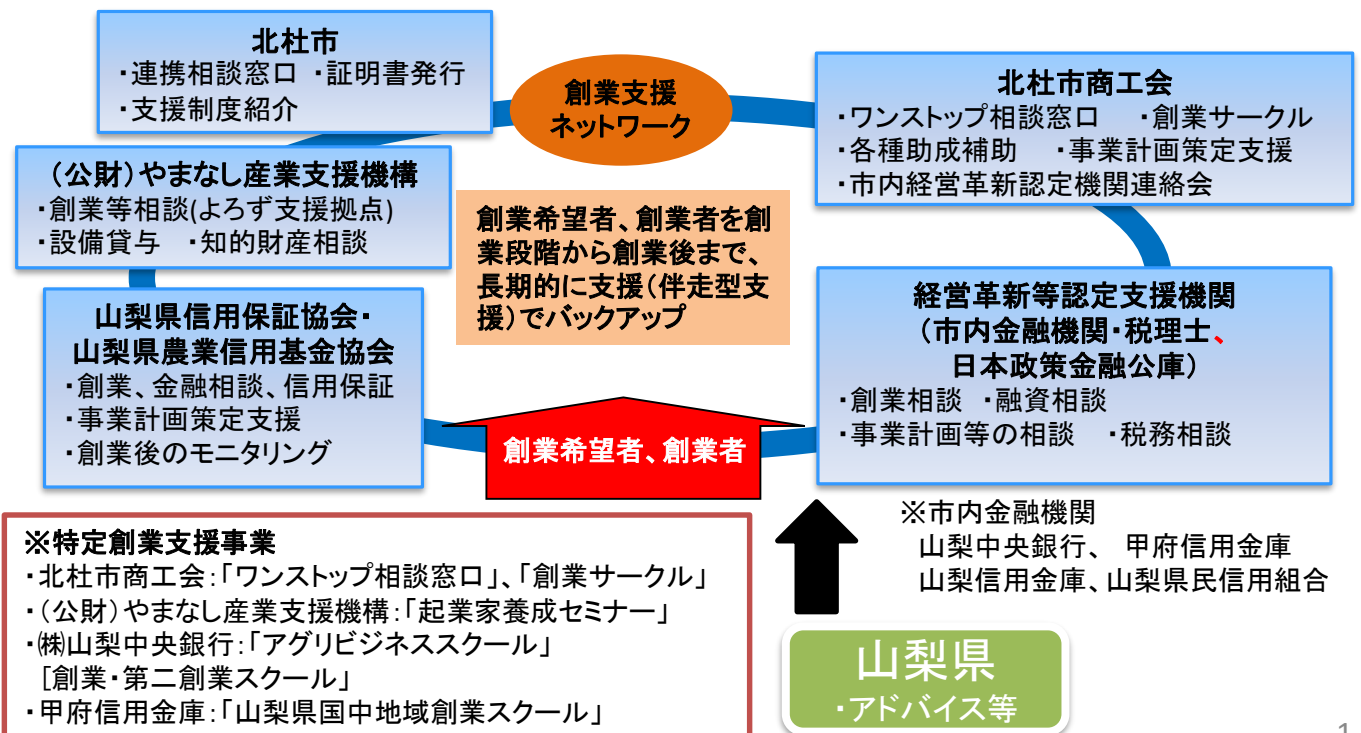 北杜市
・連携相談窓口 ・証明書発行
・支援制度紹介
創業支援
ネットワーク
北杜市商工会
・ワンストップ相談窓口 ・創業サークル
・各種助成補助 ・事業計画策定支援
・市内経営革新認定機関連絡会
（公財）やまなし産業支援機構
・創業等相談(よろず支援拠点)
・設備貸与 ・知的財産相談
創業希望者、創業者を創
業段階から創業後まで、
長期的に支援（伴走型支
援）でバックアップ
山梨県信用保証協会・
山梨県農業信用基金協会
・創業、金融相談、信用保証
・事業計画策定支援
・創業後のモニタリング
経営革新等認定支援機関
（市内金融機関・税理士、
日本政策金融公庫）
・創業相談 ・融資相談
・事業計画等の相談 ・税務相談
創業希望者、創業者
※市内金融機関
山梨中央銀行、 甲府信用金庫
山梨信用金庫、山梨県民信用組合
※特定創業支援事業
・北杜市商工会：「ワンストップ相談窓口」、「創業サークル」
・（公財）やまなし産業支援機構：「起業家養成セミナー」
・㈱山梨中央銀行：「アグリビジネススクール」
［創業・第二創業スクール」
・甲府信用金庫：「山梨県国中地域創業スクール」
山梨県
・アドバイス等
1